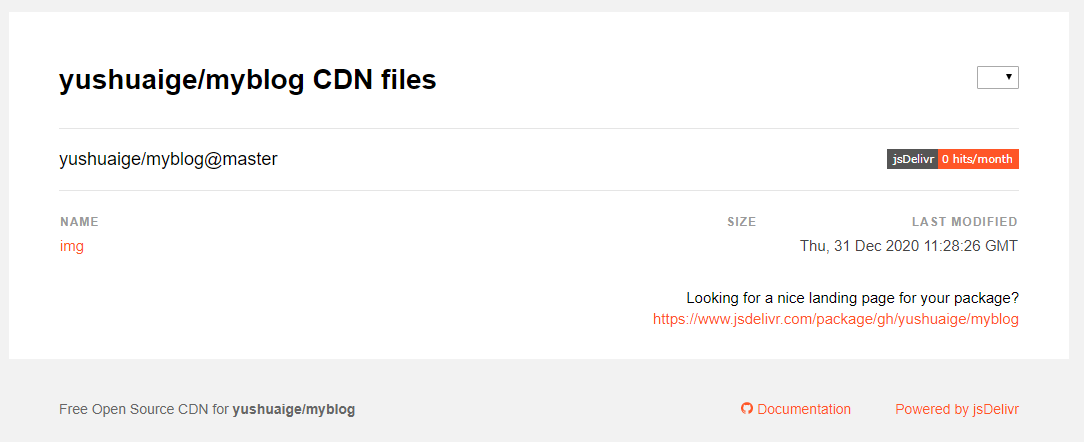 yushuaige/myblog CDN files
yushuaige/myblog@master
jsDelivr 0 hits/month
NAME SIZE LAST MODIFIED
img Thu, 31 Dec 2020 11:28:26 GMT
Looking for a nice landing page for your package?
https://www.jsdelivr.com/package/gh/yushuaige/myblog
Free Open Source CDN for yushuaige/myblog Documentation Powered by jsDelivr